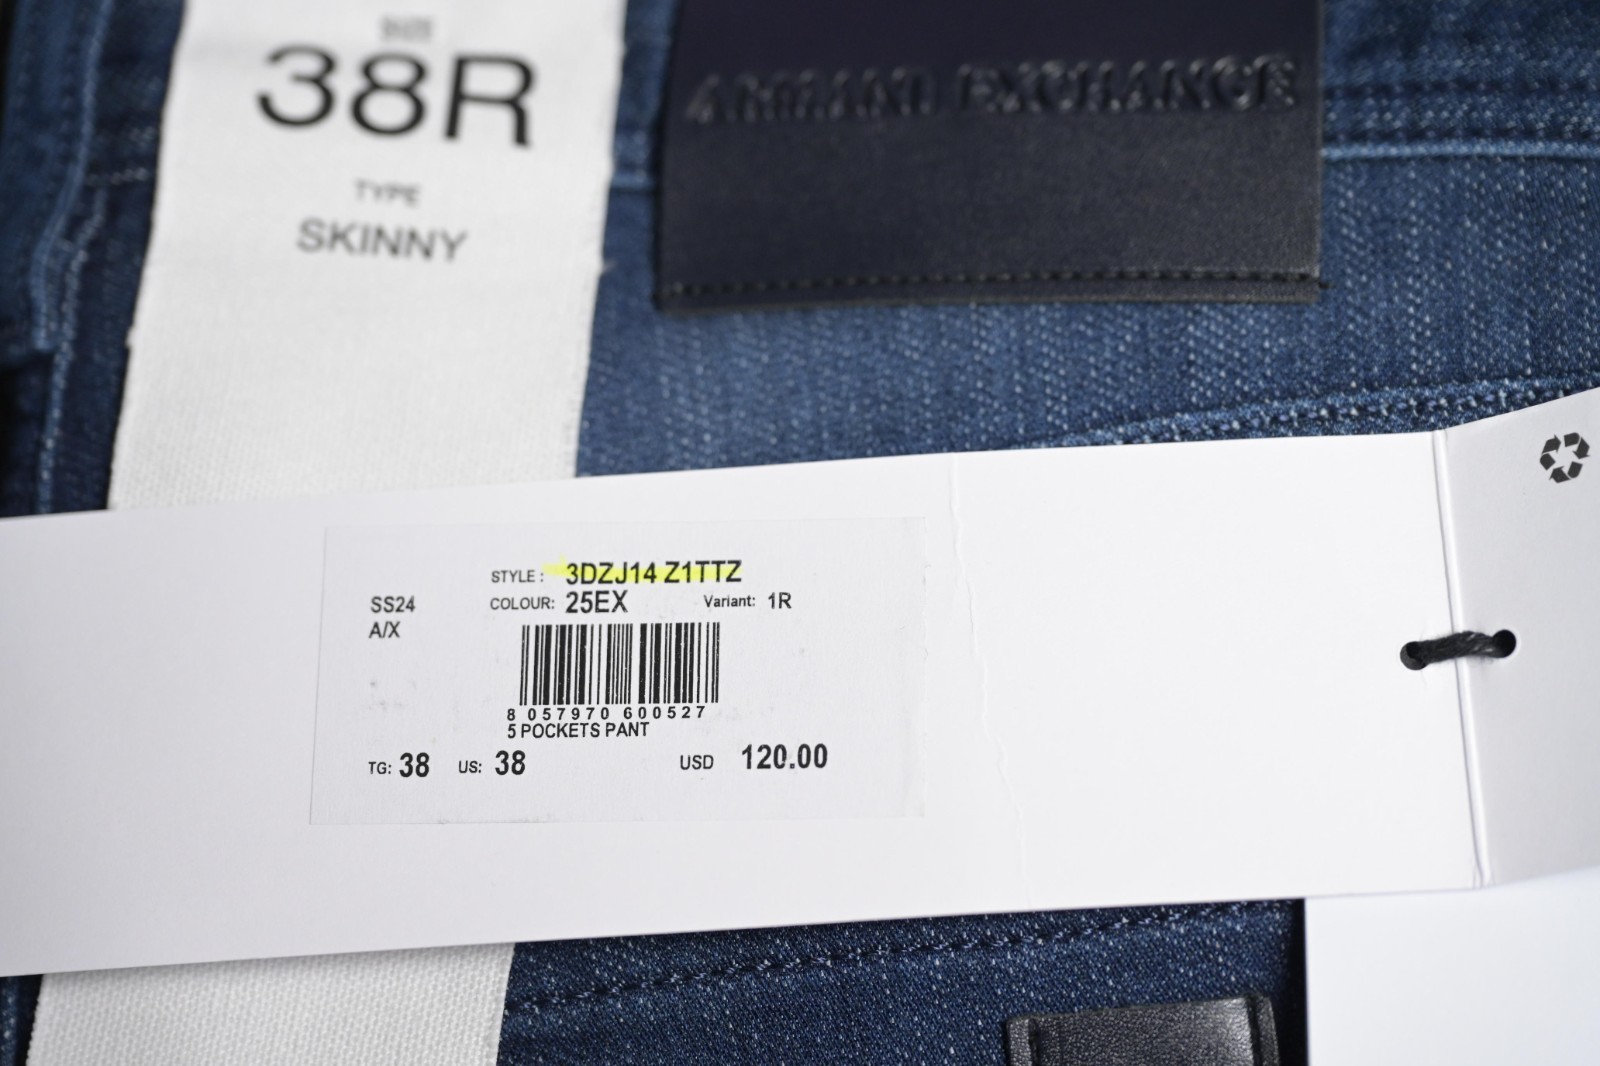 SIZE
38R
TYPE
SKINNY
ARMANI EXCHANGE
STYLE : 3DZJ14 Z1TTZ
SS24 COLOUR: 25EX Variant: 1R
A/X
8 057970 600527
5 POCKETS PANT
TG: 38 US: 38 USD 120.00